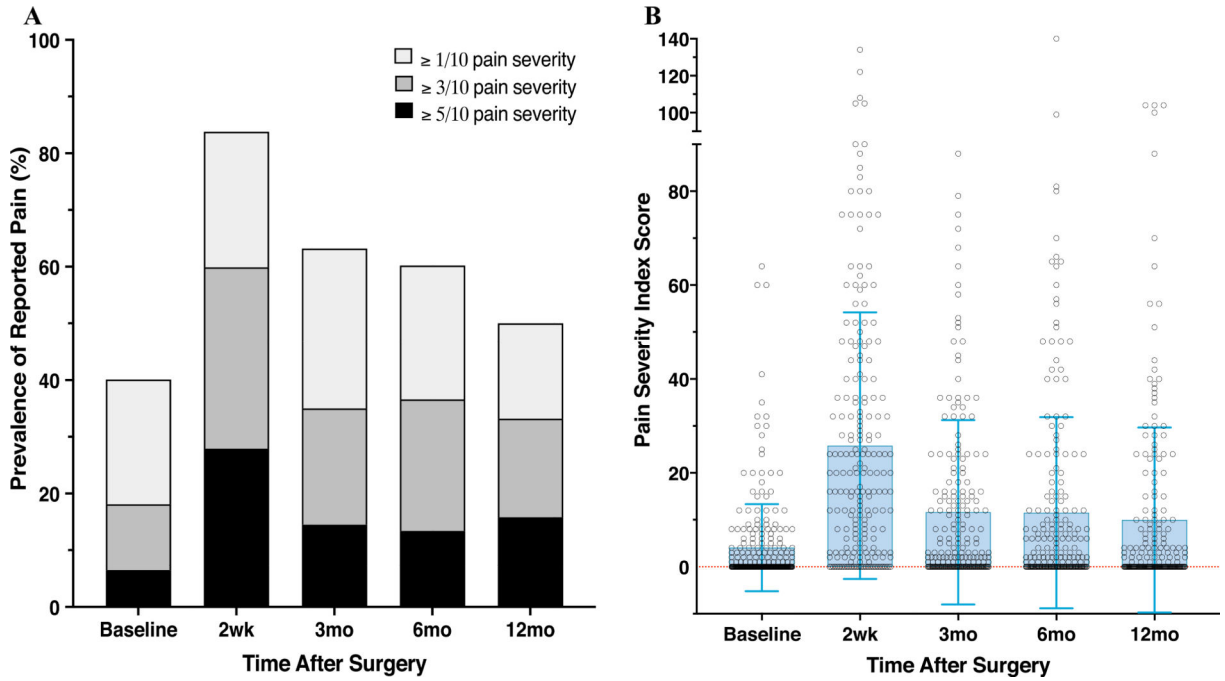 A
100
80
60
40
20
0
Prevalence of Reported Pain (%)
≥ 1/10 pain severity
≥ 3/10 pain severity
≥ 5/10 pain severity
Baseline 2wk 3mo 6mo 12mo
Time After Surgery
B
140
120
100
80
60
40
20
0
Pain Severity Index Score
Baseline 2wk 3mo 6mo 12mo
Time After Surgery